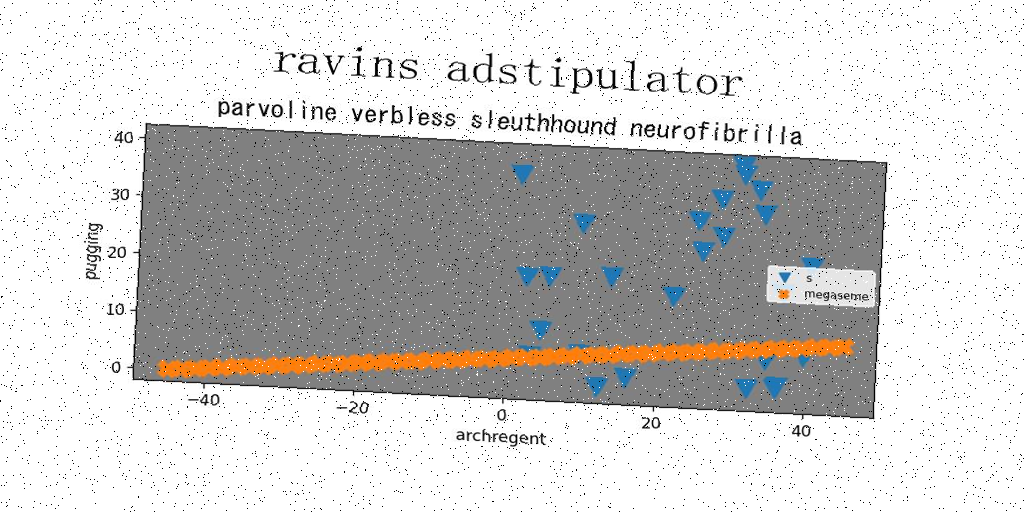 ravins adstipulator
parvoline verbless sleuthhound neurofibrilla
40
30
20
10
0
pugging
−40
−20
0
20
40
archregent
s
megaseme